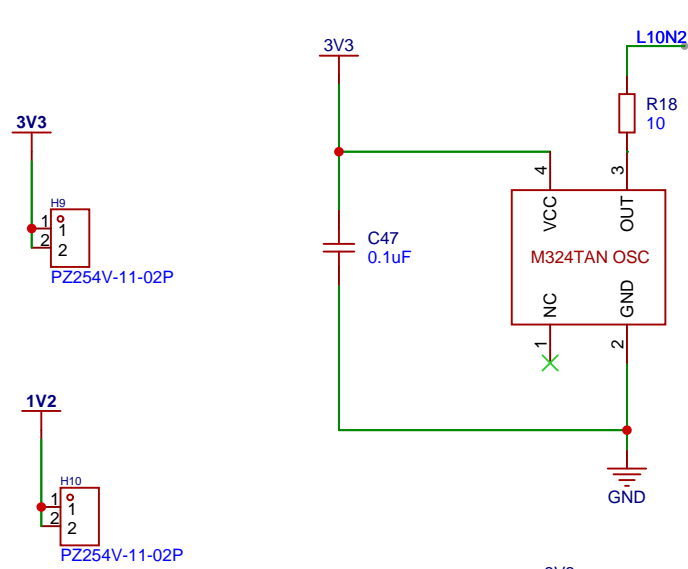 3V3
H9
1
1
2
2
PZ254V-11-02P
1V2
H10
1
1
2
2
PZ254V-11-02P
3V3
C47
0.1uF
L10N2
R18
10
4
3
VCC
OUT
M324TAN OSC
NC
GND
1
2
GND